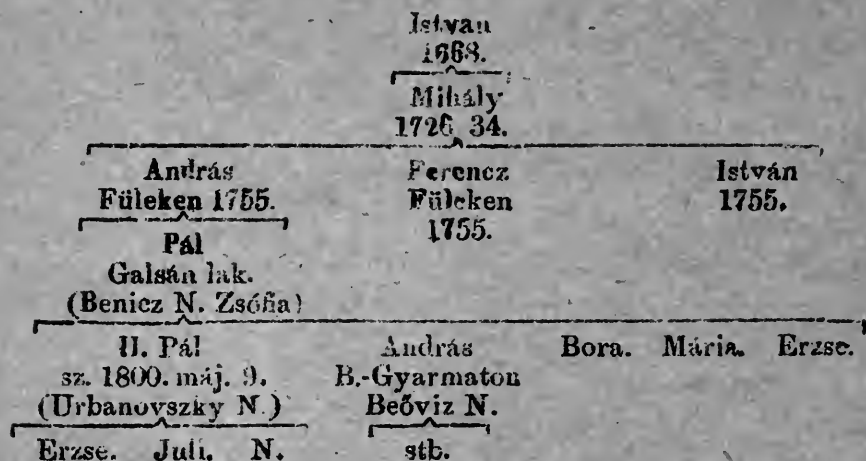 István
1668.
Mihály
1726 34.
András Ferencz István
Füleken 1755. Füleken 1755.
1755.
Pál
Galsán lak.
(Benicz N. Zsófia)
II. Pál András Bora. Mária. Erzse.
sz. 1800. máj. 9. B.-Gyarmaton
(Urbanovszky N.) Beőviz N.
Erzse. Juli. N. stb.